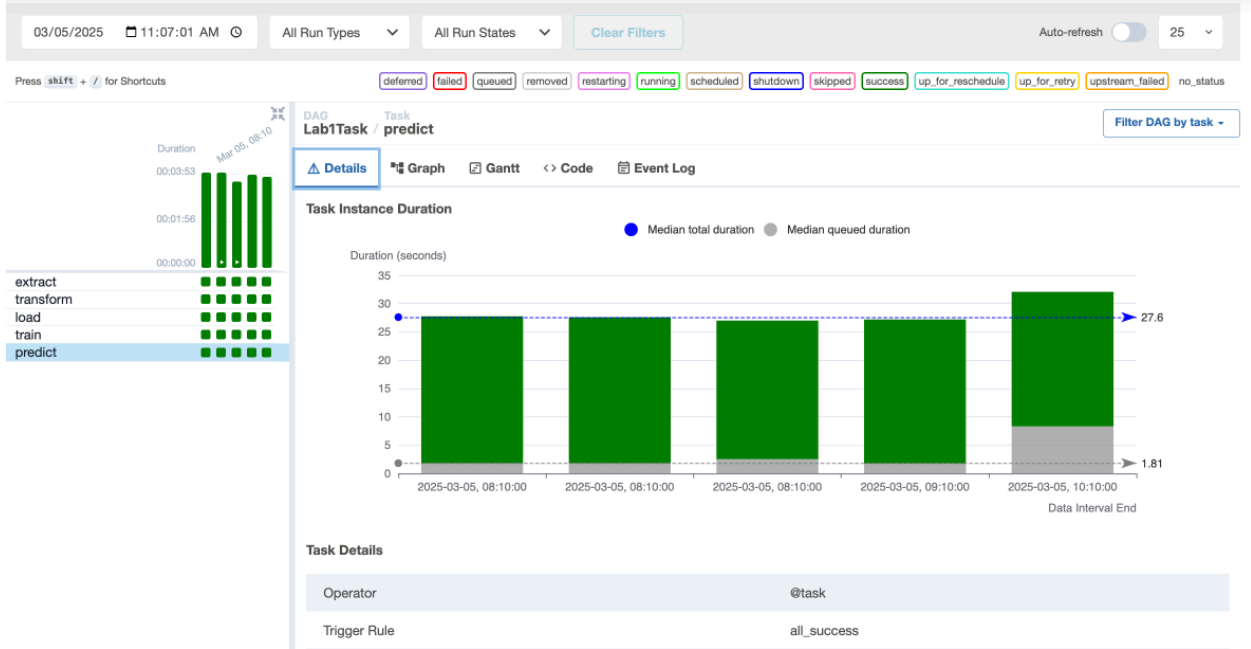 03/05/2025 11:07:01 AM All Run Types All Run States Clear Filters Auto-refresh 25
Press shift + / for Shortcuts deferred failed queued removed restarting running scheduled shutdown skipped success up_for_reschedule up_for_retry upstream_failed no_status
DAG Task
Lab1Task / predict
Filter DAG by task
Duration
Mar 05, 08:10
00:03:53
00:01:56
00:00:00
extract
transform
load
train
predict
Details Graph Gantt <> Code Event Log
Task Instance Duration
Median total duration Median queued duration
Duration (seconds)
35
30
25
20
15
10
5
0
27.6
1.81
2025-03-05, 08:10:00 2025-03-05, 08:10:00 2025-03-05, 08:10:00 2025-03-05, 09:10:00 2025-03-05, 10:10:00
Data Interval End
Task Details
Operator @task
Trigger Rule all_success